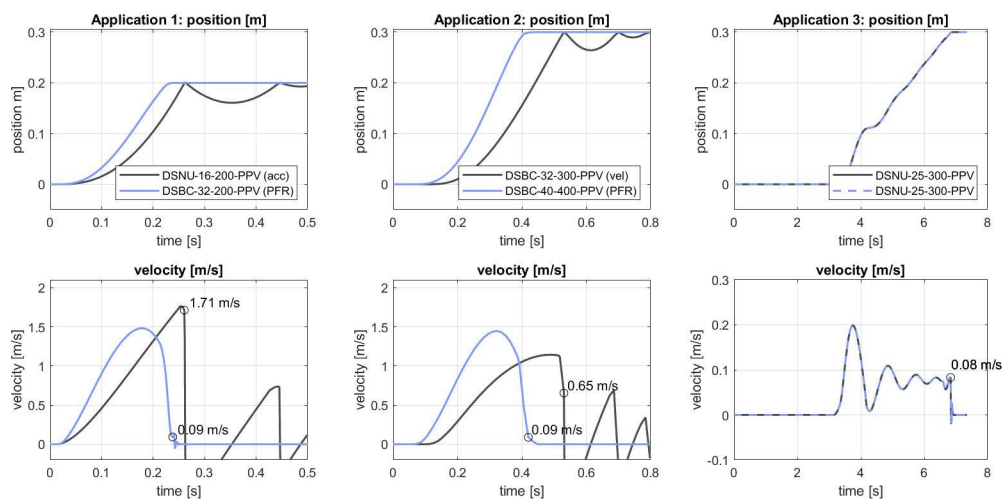 Application 1: position [m]
0.3
0.2
0.1
0
position m]
DSNU-16-200-PPV (acc)
DSBC-32-200-PPV (PFR)
0 0.1 0.2 0.3 0.4 0.5
time [s]
Application 2: position [m]
0.3
0.2
0.1
0
position [m]
DSBC-32-300-PPV (vel)
DSBC-40-400-PPV (PFR)
0 0.2 0.4 0.6 0.8
time [s]
Application 3: position [m]
0.3
0.2
0.1
0
position [m]
DSNU-25-300-PPV
DSNU-25-300-PPV
0 2 4 6 8
time [s]
velocity [m/s]
2
1.5
1
0.5
0
velocity [m/s]
1.71 m/s
0.09 m/s
0 0.1 0.2 0.3 0.4 0.5
time [s]
velocity [m/s]
2
1.5
1
0.5
0
velocity [m/s]
0.65 m/s
0.09 m/s
0 0.2 0.4 0.6 0.8
time [s]
velocity [m/s]
0.3
0.2
0.1
0
-0.1
velocity [m/s]
0.08 m/s
0 2 4 6 8
time [s]